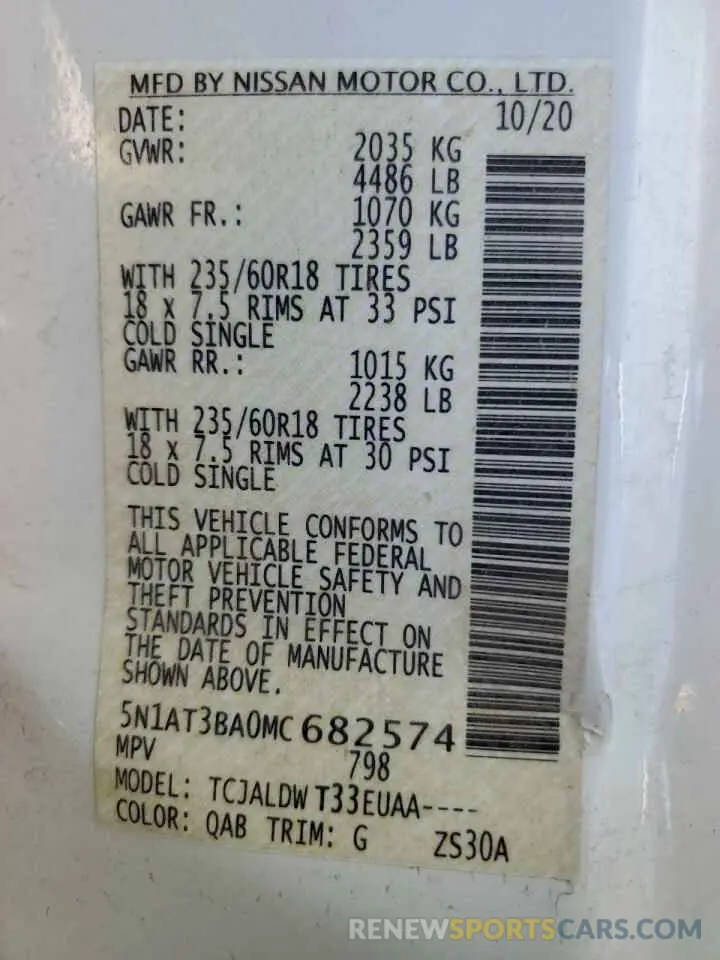 MFD BY NISSAN MOTOR CO., LTD.
DATE: 10/20
GVWR: 2035 KG
4486 LB
GAWR FR.: 1070 KG
2359 LB
WITH 235/60R18 TIRES
18 x 7.5 RIMS AT 33 PSI
COLD SINGLE
GAWR RR.: 1015 KG
2238 LB
WITH 235/60R18 TIRES
18 x 7.5 RIMS AT 30 PSI
COLD SINGLE
THIS VEHICLE CONFORMS TO
ALL APPLICABLE FEDERAL
MOTOR VEHICLE SAFETY AND
THEFT PREVENTION
STANDARDS IN EFFECT ON
THE DATE OF MANUFACTURE
SHOWN ABOVE.
5N1AT3BA0MC682574
MPV 798
MODEL: TCJALDW T33EUAA----
COLOR: QAB TRIM: G ZS30A
RENEWSPORTSCARS.COM